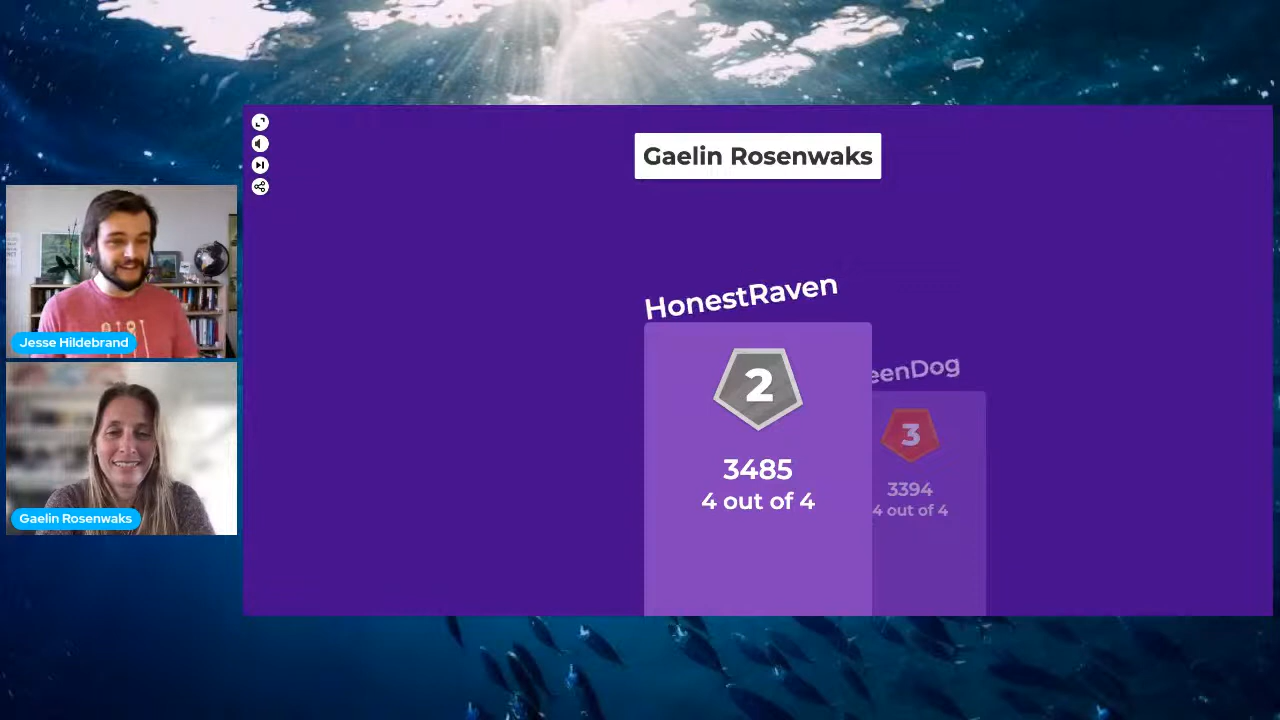 Gaelin Rosenwaks
HonestRaven
2
3485
4 out of 4
3
3394
4 out of 4
Jesse Hildebrand
Gaelin Rosenwaks